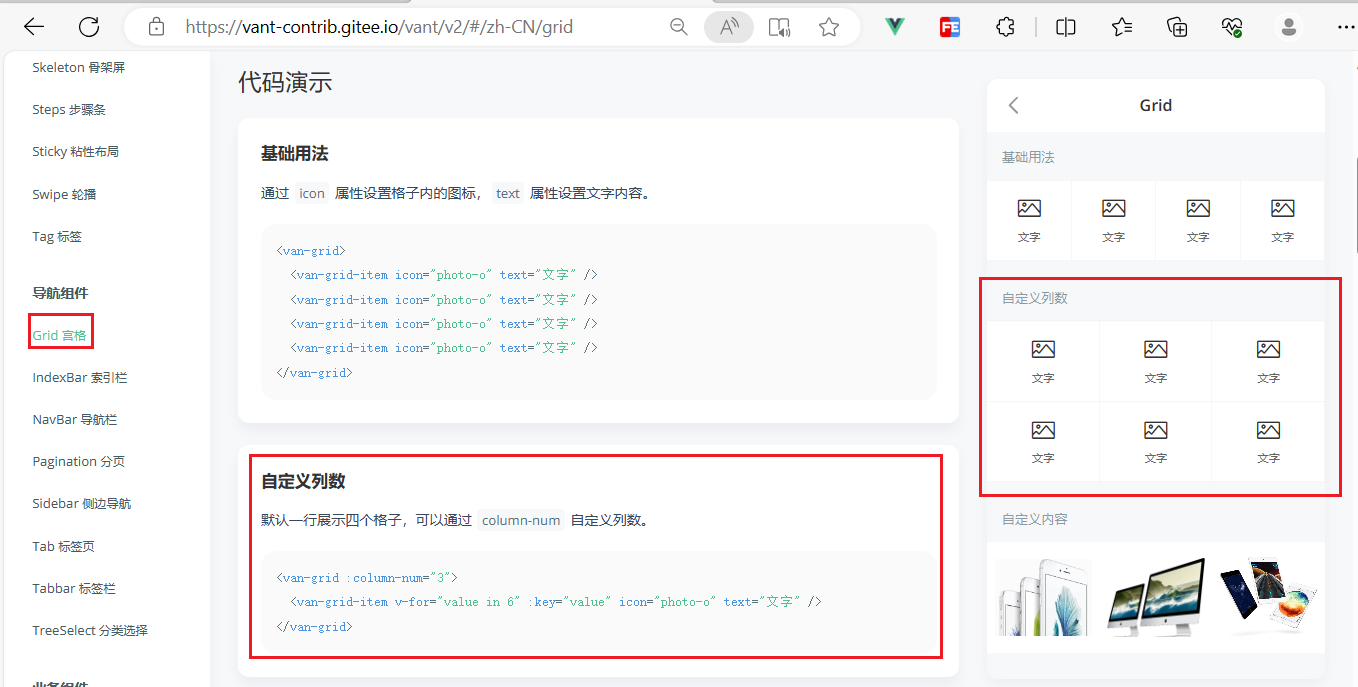 https://vant-contrib.gitee.io/vant/v2/#/zh-CN/grid
FE
Skeleton 骨架屏
Steps 步骤条
Sticky 粘性布局
Swipe 轮播
Tag 标签
导航组件
Grid 宫格
IndexBar 索引栏
NavBar 导航栏
Pagination 分页
Sidebar 侧边导航
Tab 标签页
Tabbar 标签栏
TreeSelect 分类选择
代码演示
基础用法
通过 icon 属性设置格子内的图标， text 属性设置文字内容。
<van-grid>
<van-grid-item icon="photo-o" text="文字" />
<van-grid-item icon="photo-o" text="文字" />
<van-grid-item icon="photo-o" text="文字" />
<van-grid-item icon="photo-o" text="文字" />
</van-grid>
自定义列数
默认一行展示四个格子，可以通过 column-num 自定义列数。
<van-grid :column-num="3">
<van-grid-item v-for="value in 6" :key="value" icon="photo-o" text="文字" />
</van-grid>
Grid
基础用法
文字 文字 文字 文字
自定义列数
文字 文字 文字
文字 文字 文字
自定义内容